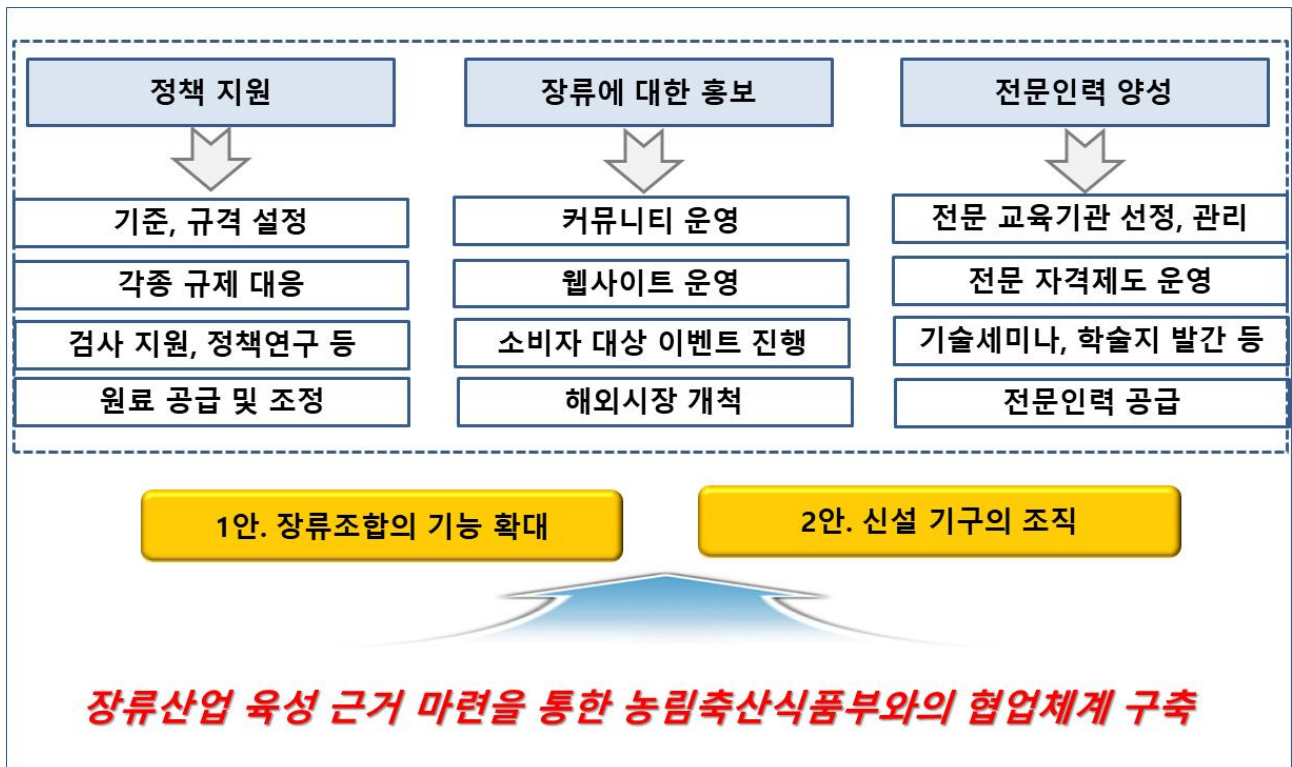 정책 지원
장류에 대한 홍보
전문인력 양성
기준, 규격 설정
각종 규제 대응
검사 지원, 정책연구 등
원료 공급 및 조정
커뮤니티 운영
웹사이트 운영
소비자 대상 이벤트 진행
해외시장 개척
전문 교육기관 선정, 관리
전문 자격제도 운영
기술세미나, 학술지 발간 등
전문인력 공급
1안. 장류조합의 기능 확대
2안. 신설 기구의 조직
장류산업 육성 근거 마련을 통한 농림축산식품부와의 협업체계 구축